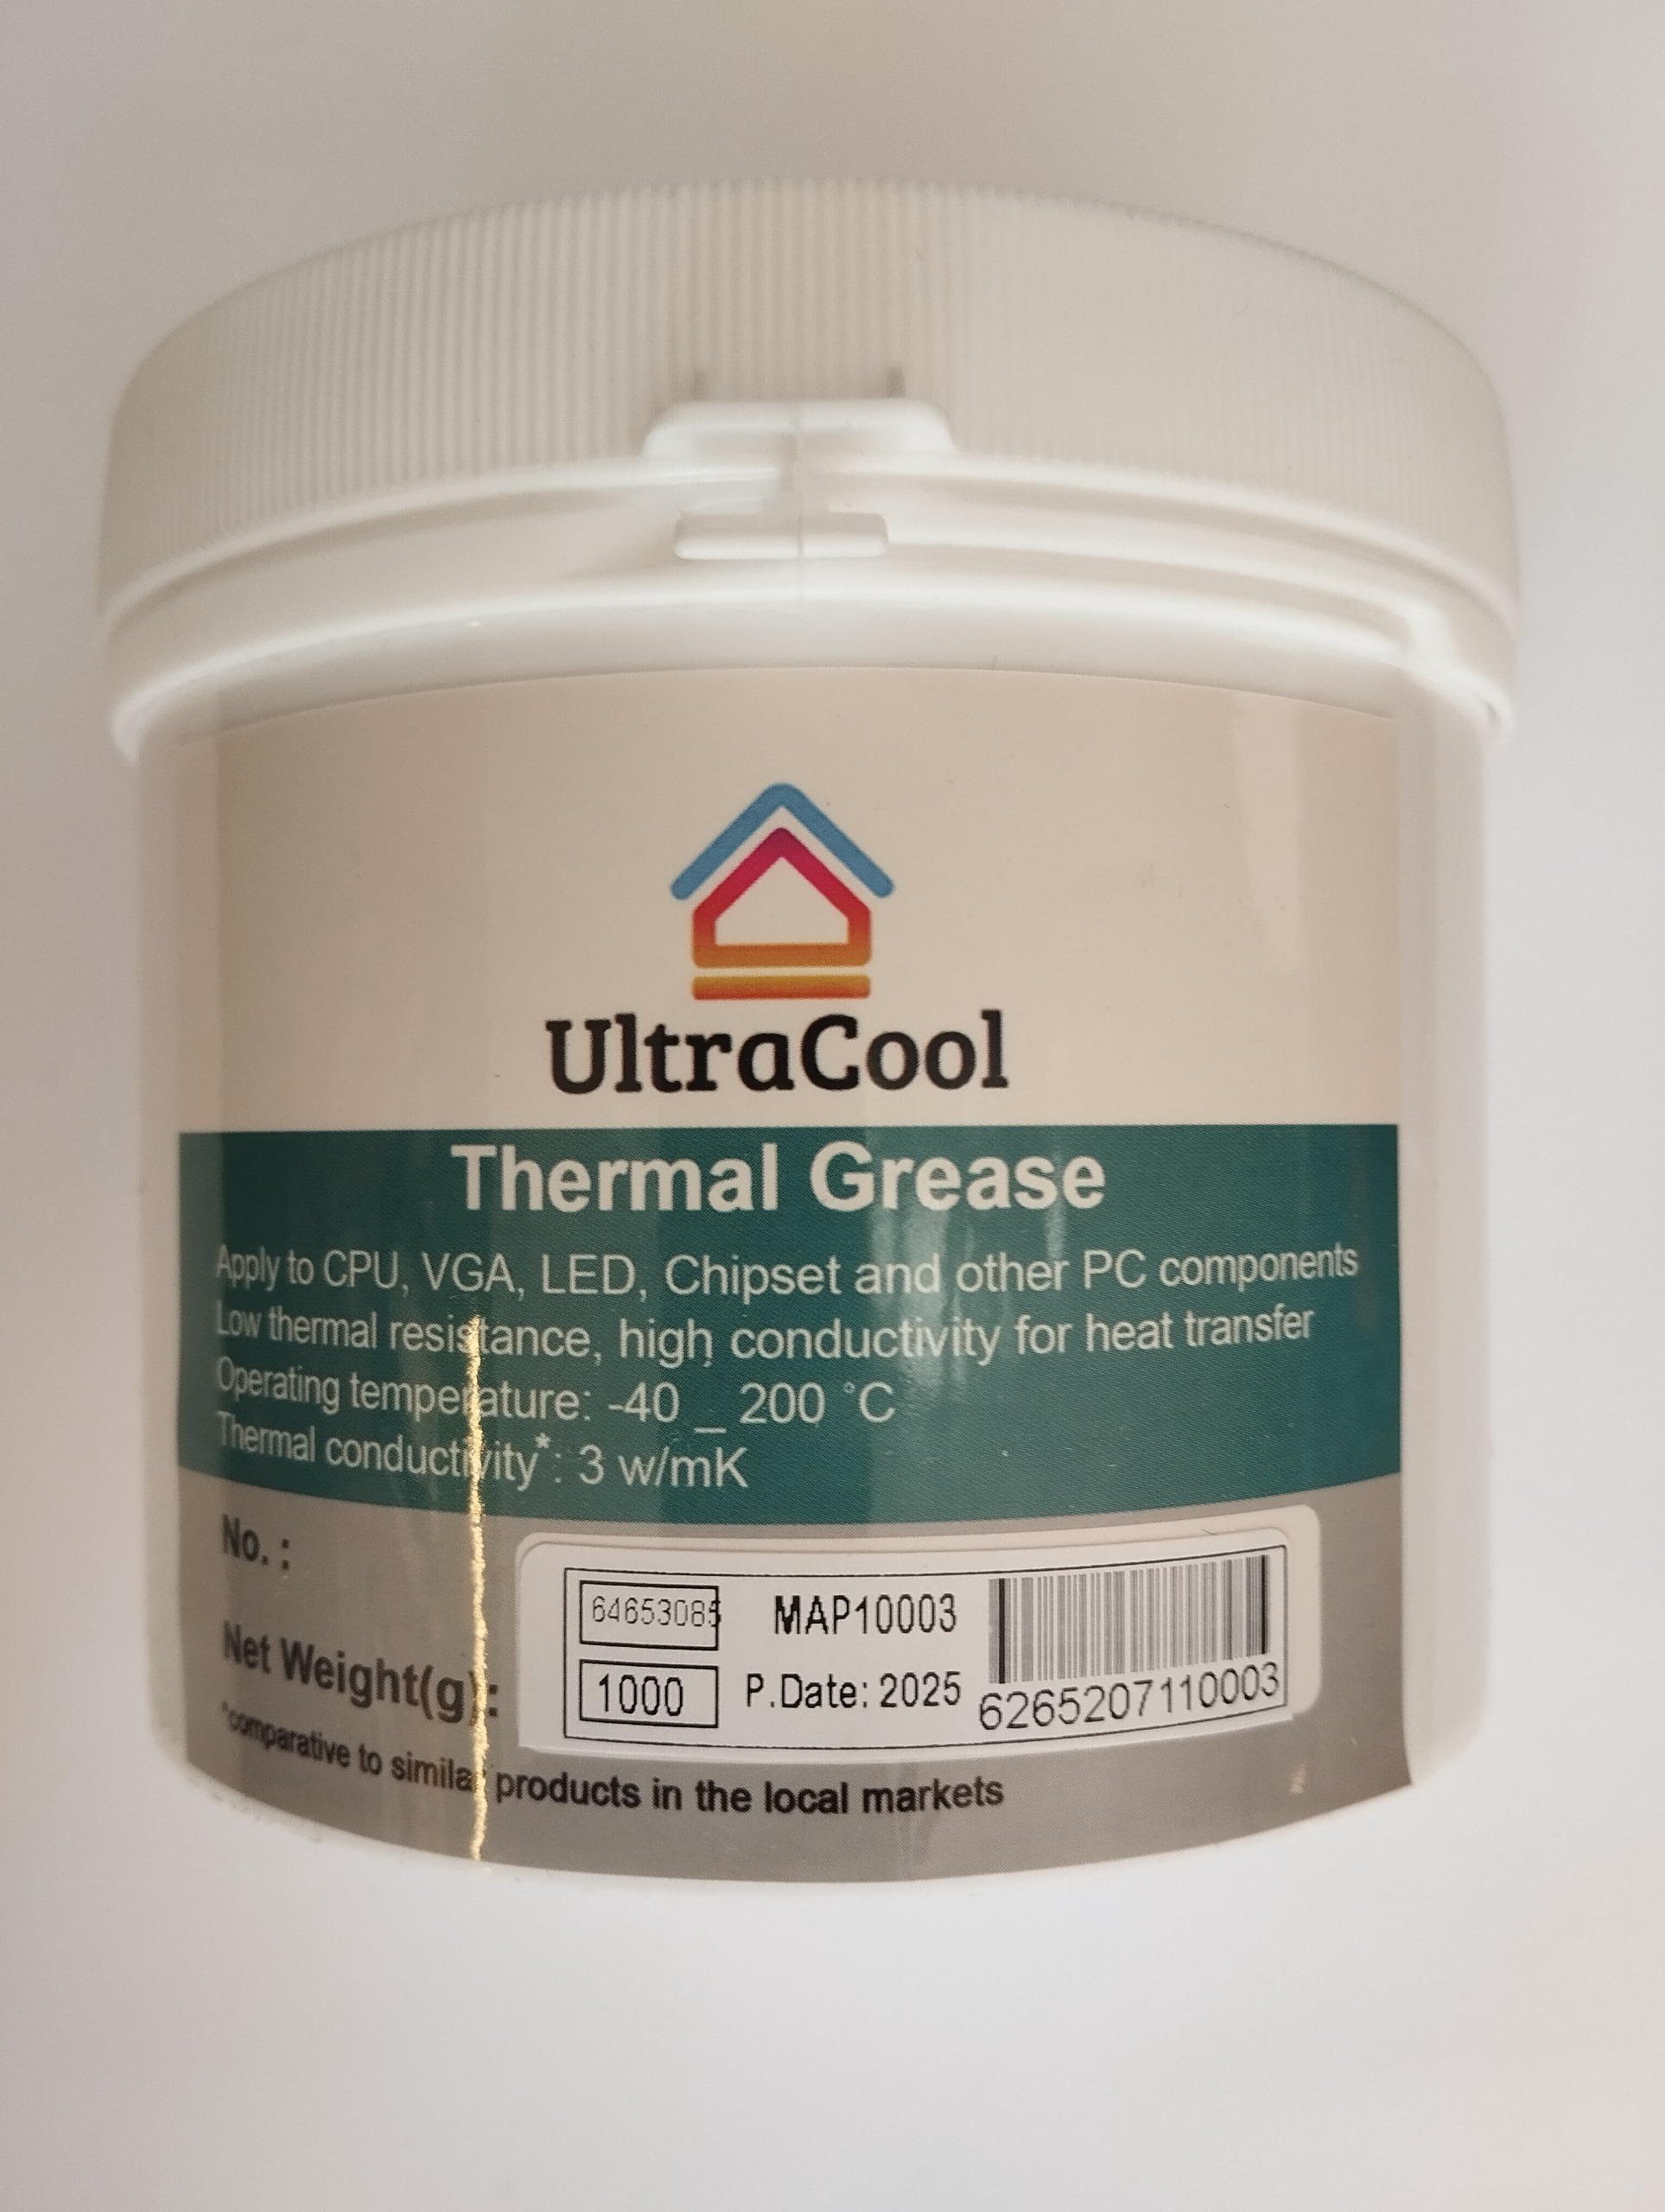 UltraCool
Thermal Grease
Apply to CPU, VGA, LED, Chipset and other PC components
Low thermal resistance, high conductivity for heat transfer
Operating temperature: -40 _ 200 °C
Thermal conductivity*: 3 w/mK
No. :
64653085 MAP10003
Net Weight(g):
1000 P.Date: 2025
6265207110003
*comparative to similar products in the local markets